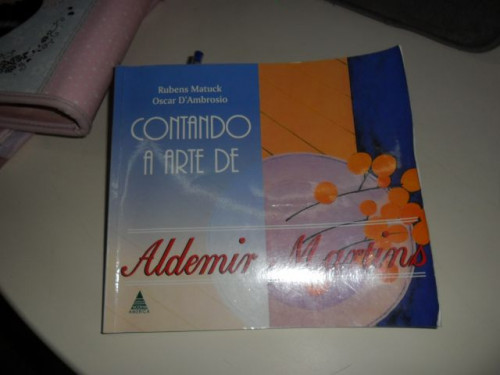 Rubens Matuck
Oscar D'Ambrosio
CONTANDO
A ARTE DE
Aldemir Martins